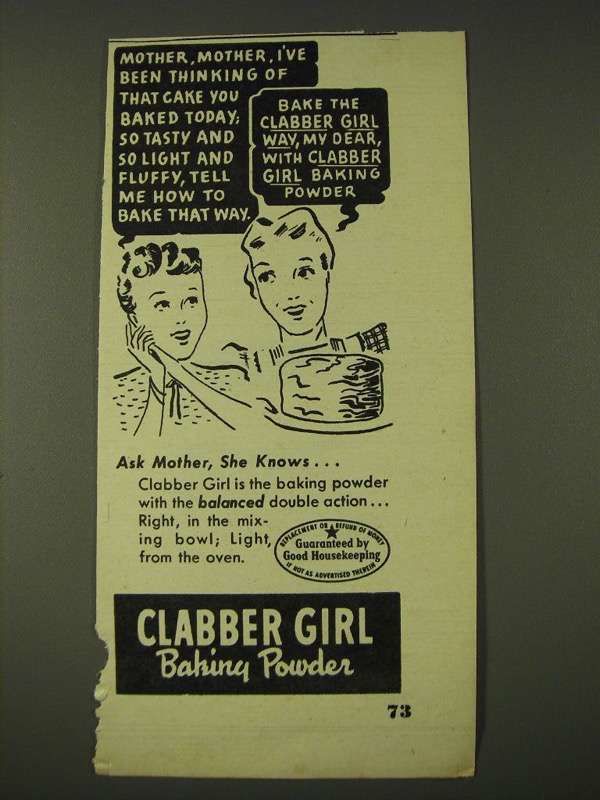 MOTHER, MOTHER, I'VE
BEEN THINKING OF
THAT CAKE YOU
BAKED TODAY;
SO TASTY AND
SO LIGHT AND
FLUFFY, TELL
ME HOW TO
BAKE THAT WAY.
BAKE THE
CLABBER GIRL
WAY, MY DEAR,
WITH CLABBER
GIRL BAKING
POWDER
Ask Mother, She Knows . . .
Clabber Girl is the baking powder
with the balanced double action . . .
Right, in the mix-
ing bowl; Light,
from the oven.
REPLACEMENT OR REFUND OF MONEY
Guaranteed by
Good Housekeeping
IF NOT AS ADVERTISED THEREIN
CLABBER GIRL
Baking Powder
73